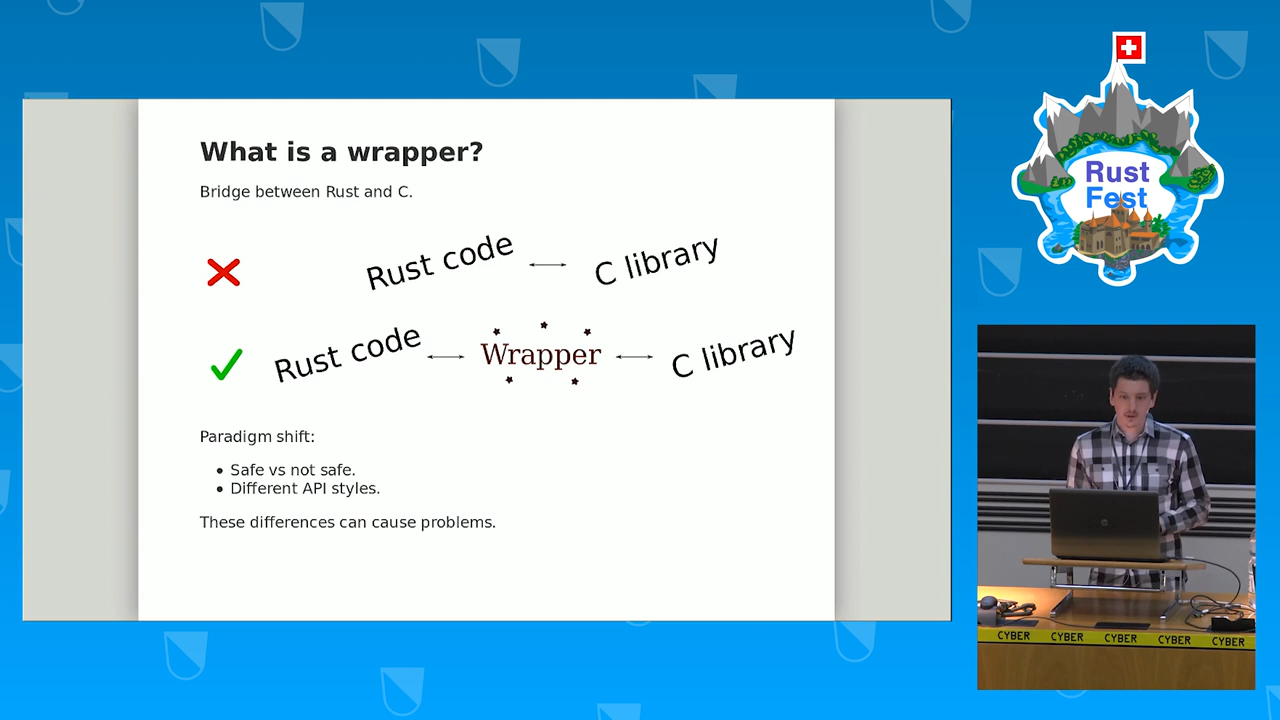 What is a wrapper?
Bridge between Rust and C.
Rust code C library
Rust code Wrapper C library
Paradigm shift:
Safe vs not safe.
Different API styles.
These differences can cause problems.
Rust
Fest
CYBER CYBER CYBER CYBER CYBER